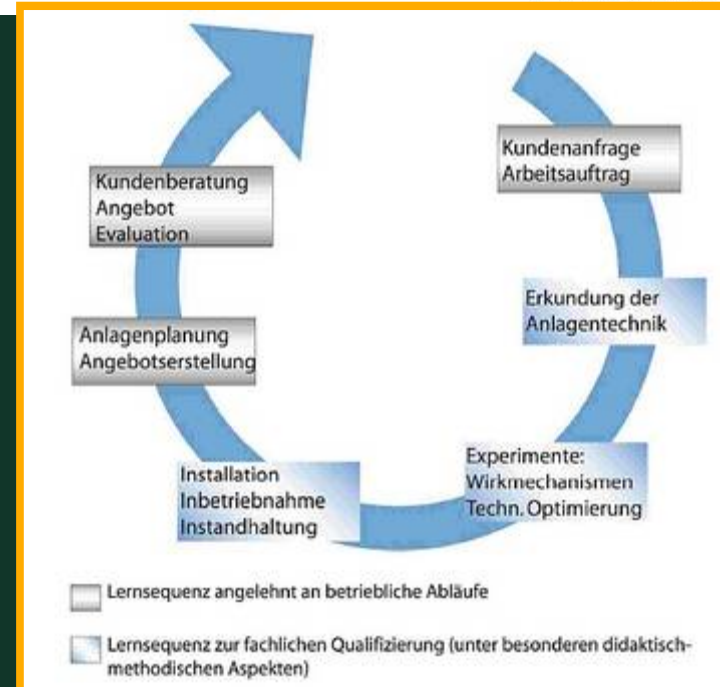 Kundenanfrage
Arbeitsauftrag
Erkundung der
Anlagentechnik
Experimente:
Wirkmechanismen
Techn. Optimierung
Installation
Inbetriebnahme
Instandhaltung
Anlagenplanung
Angebotserstellung
Kundenberatung
Angebot
Evaluation
Lernsequenz angelehnt an betriebliche Abläufe
Lernsequenz zur fachlichen Qualifizierung (unter besonderen didaktisch-
methodischen Aspekten)